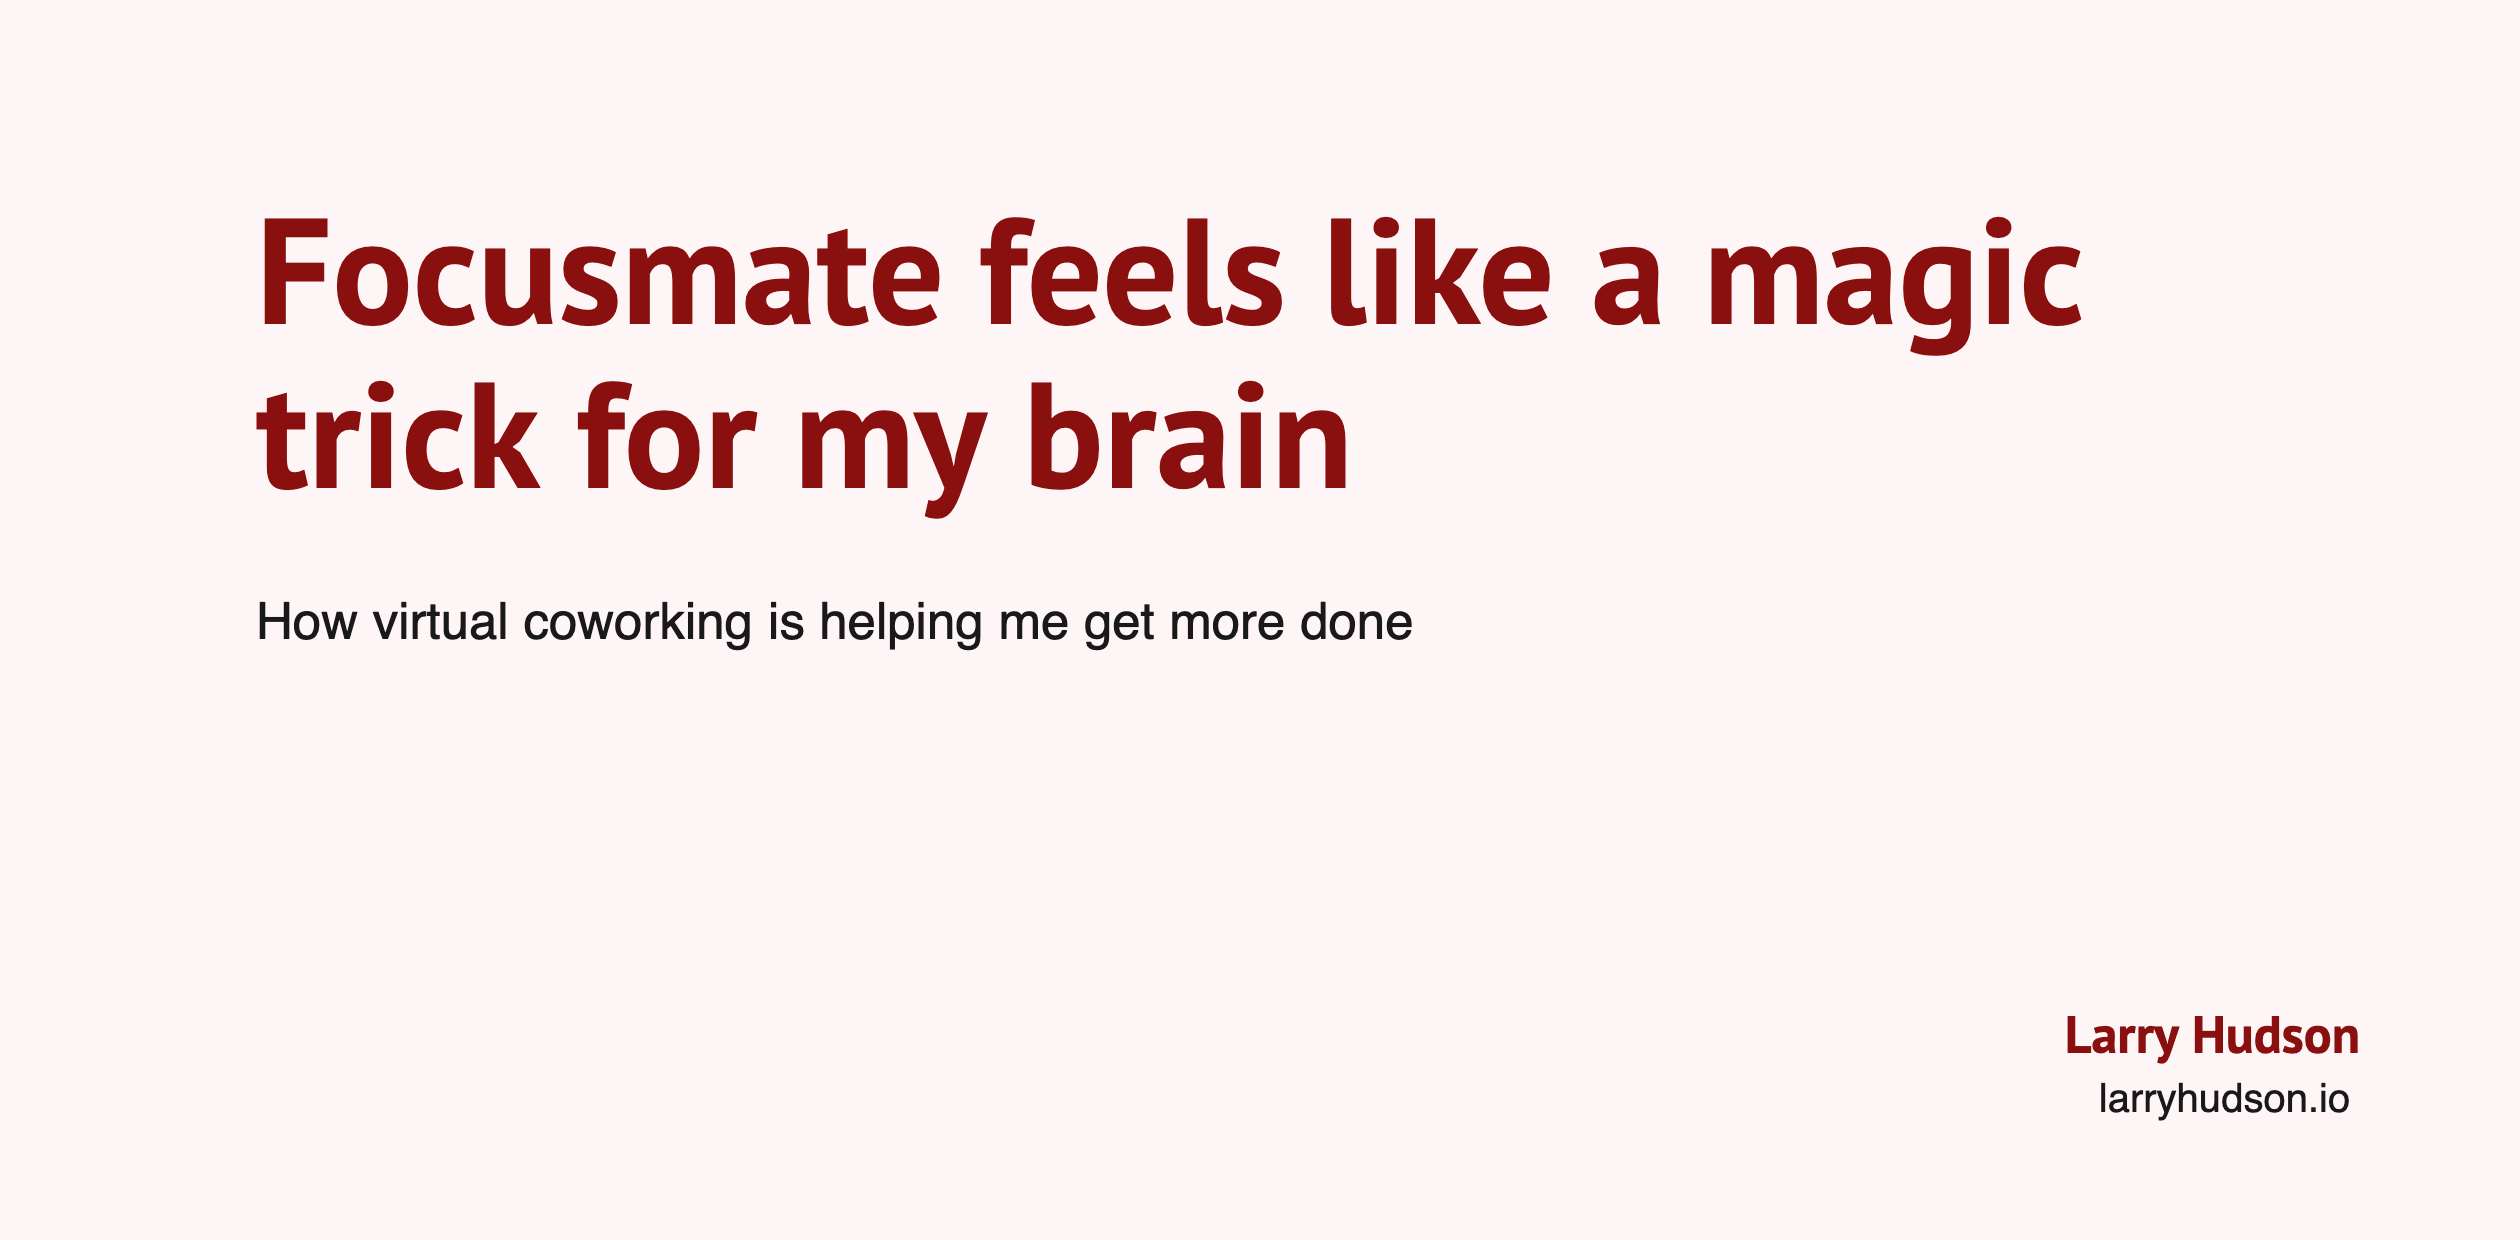 Focusmate feels like a magic
trick for my brain
How virtual coworking is helping me get more done
Larry Hudson
larryhudson.io